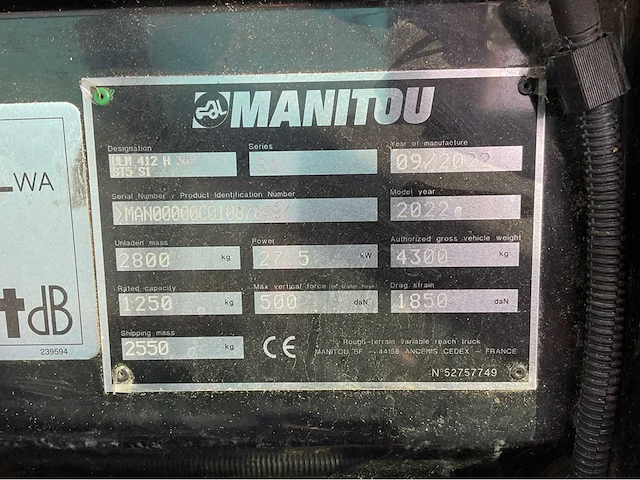 MANITOU
Designation
Series
Year of manufacture
ULM 412 H
ST5 S1
09/2022
Serial Number / Product Identification Number
Model year
2022
Unladen mass
Power
Authorized gross vehicle weight
2800 kg
27 5 kW
4300 kg
Rated capacity
Max vertical force
Drag strain
1250 kg
500 daN
1850 daN
Shipping mass
2550 kg
CE
Rough-terrain variable reach truck
MANITOU BF - 44158 ANCENIS CEDEX - FRANCE
N°52757749
LWA
dB
239594